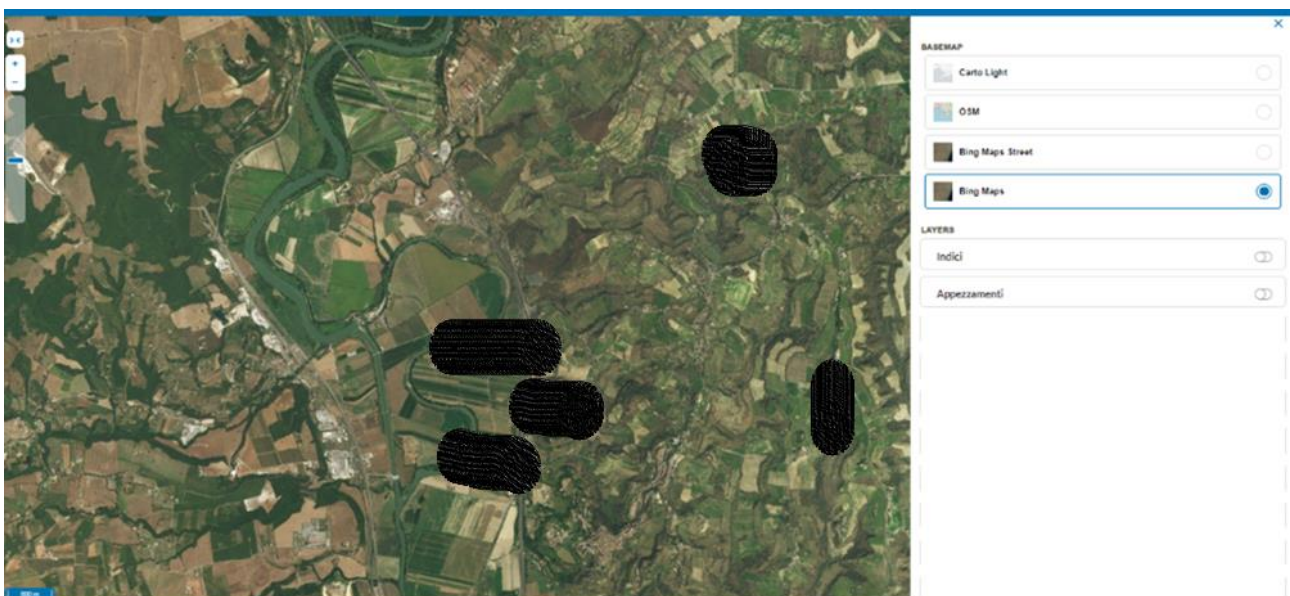 BASEMAP
Carto Light
OSM
Bing Maps Street
Bing Maps
LAYERS
Indici
Appezzamenti